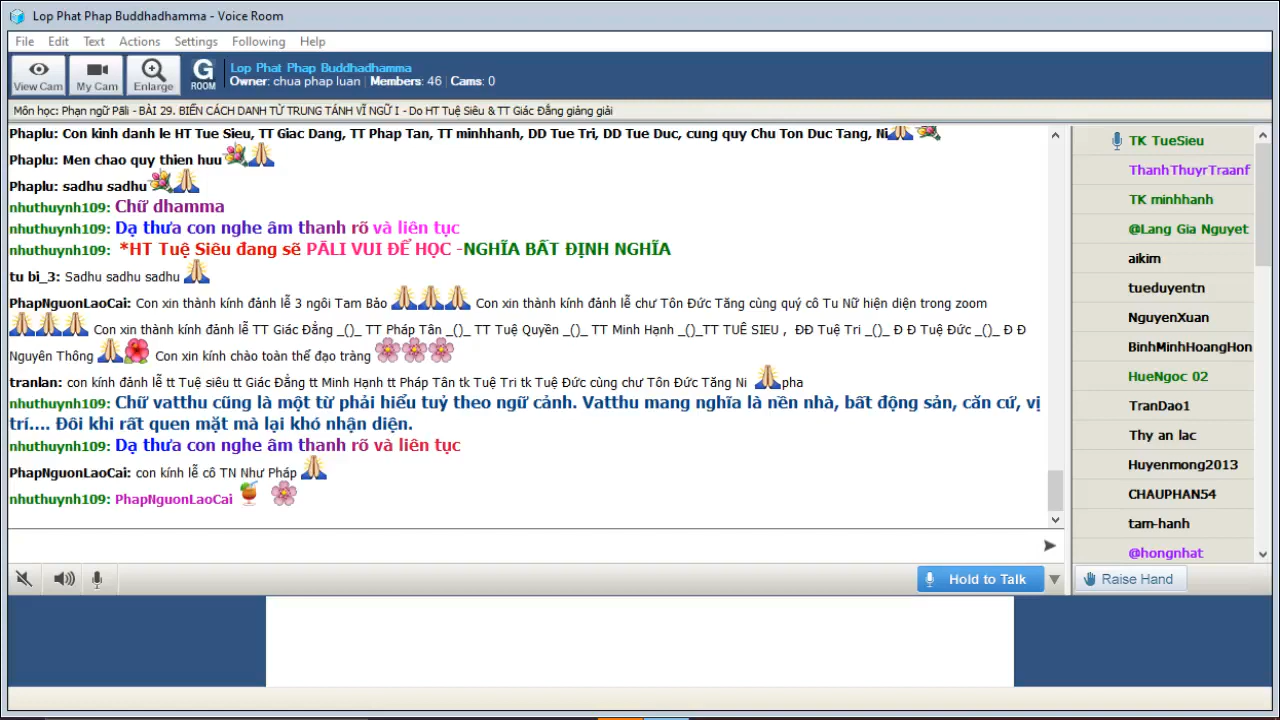 Lop Phat Phap Buddhadhamma - Voice Room
File Edit Text Actions Settings Following Help
View Cam My Cam Enlarge G ROOM
Lop Phat Phap Buddhadhamma
Owner: chua phap luan | Members: 46 | Cams: 0
Môn học: Phạn ngữ Pāli - BÀI 29. BIẾN CÁCH DANH TỪ TRUNG TÁNH VĨ NGỮ I - Do HT Tuệ Siêu & TT Giác Đẳng giảng giải
Phaplu: Con kinh danh le HT Tue Sieu, TT Giac Dang, TT Phap Tan, TT minhhanh, DD Tue Tri, DD Tue Duc, cung quy Chu Ton Duc Tang, Ni
Phaplu: Men chao quy thien huu
Phaplu: sadhu sadhu
nhuthuynh109: Chữ dhamma
nhuthuynh109: Dạ thưa con nghe âm thanh rõ và liên tục
nhuthuynh109: *HT Tuệ Siêu đang sẽ PĀLI VUI ĐỂ HỌC -NGHĨA BẤT ĐỊNH NGHĨA
tu bi_3: Sadhu sadhu sadhu
PhapNguonLaoCai: Con xin thành kính đảnh lễ 3 ngôi Tam Bảo Con xin thành kính đảnh lễ chư Tôn Đức Tăng cùng quý cô Tu Nữ hiện diện trong zoom
Con xin thành kính đảnh lễ TT Giác Đẳng _()_ TT Pháp Tân _()_ TT Tuệ Quyền _()_ TT Minh Hạnh _()_TT TUÊ SIEU , ĐĐ Tuệ Tri _()_ Đ Đ Tuệ Đức _()_ Đ Đ
Nguyên Thông Con xin kính chào toàn thể đạo tràng
tranlan: con kính đảnh lễ tt Tuệ siêu tt Giác Đẳng tt Minh Hạnh tt Pháp Tân tk Tuệ Tri tk Tuệ Đức cùng chư Tôn Đức Tăng Ni pha
nhuthuynh109: Chữ vatthu cũng là một từ phải hiểu tuỳ theo ngữ cảnh. Vatthu mang nghĩa là nền nhà, bất động sản, căn cứ, vị
trí.... Đôi khi rất quen mặt mà lại khó nhận diện.
nhuthuynh109: Dạ thưa con nghe âm thanh rõ và liên tục
PhapNguonLaoCai: con kính lễ cô TN Như Pháp
nhuthuynh109: PhapNguonLaoCai
TK TueSieu
ThanhThuyrTraanf
TK minhhanh
@Lang Gia Nguyet
aikim
tueduyentn
NguyenXuan
BinhMinhHoangHon
HueNgoc 02
TranDao1
Thy an lac
Huyenmong2013
CHAUPHAN54
tam-hanh
@hongnhat
Hold to Talk
Raise Hand